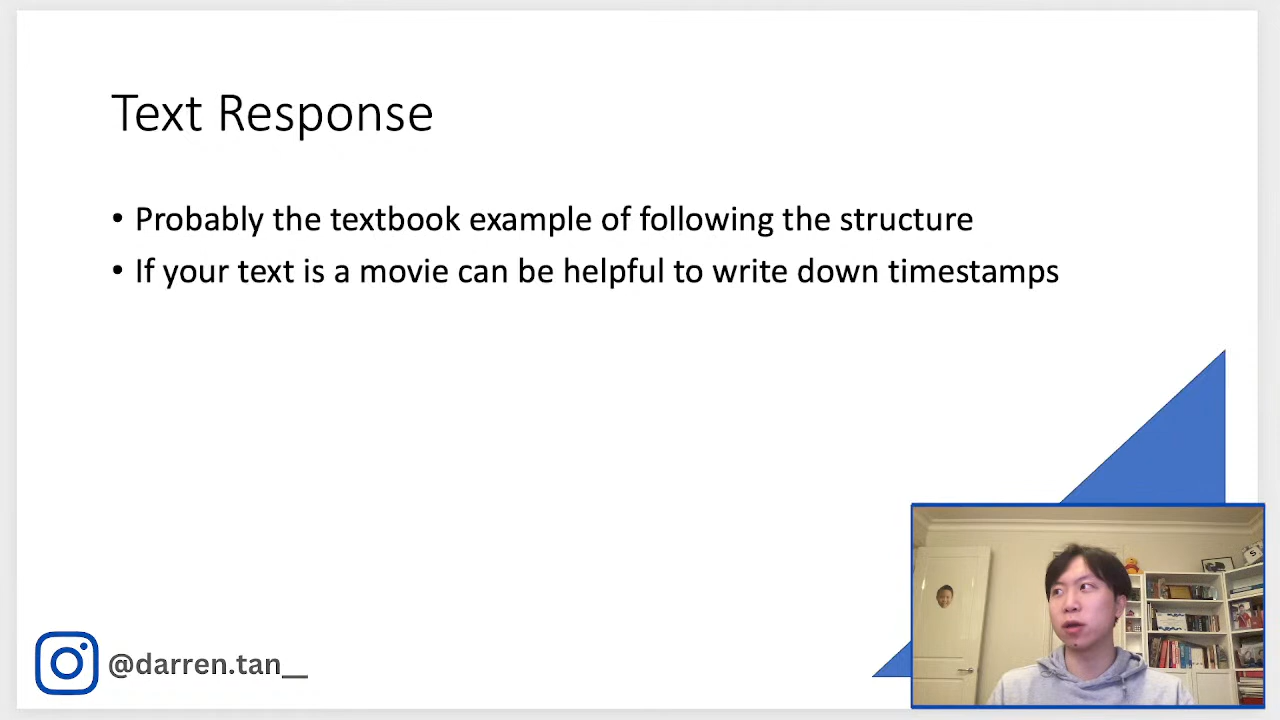 Text Response
• Probably the textbook example of following the structure
• If your text is a movie can be helpful to write down timestamps
@darren.tan__